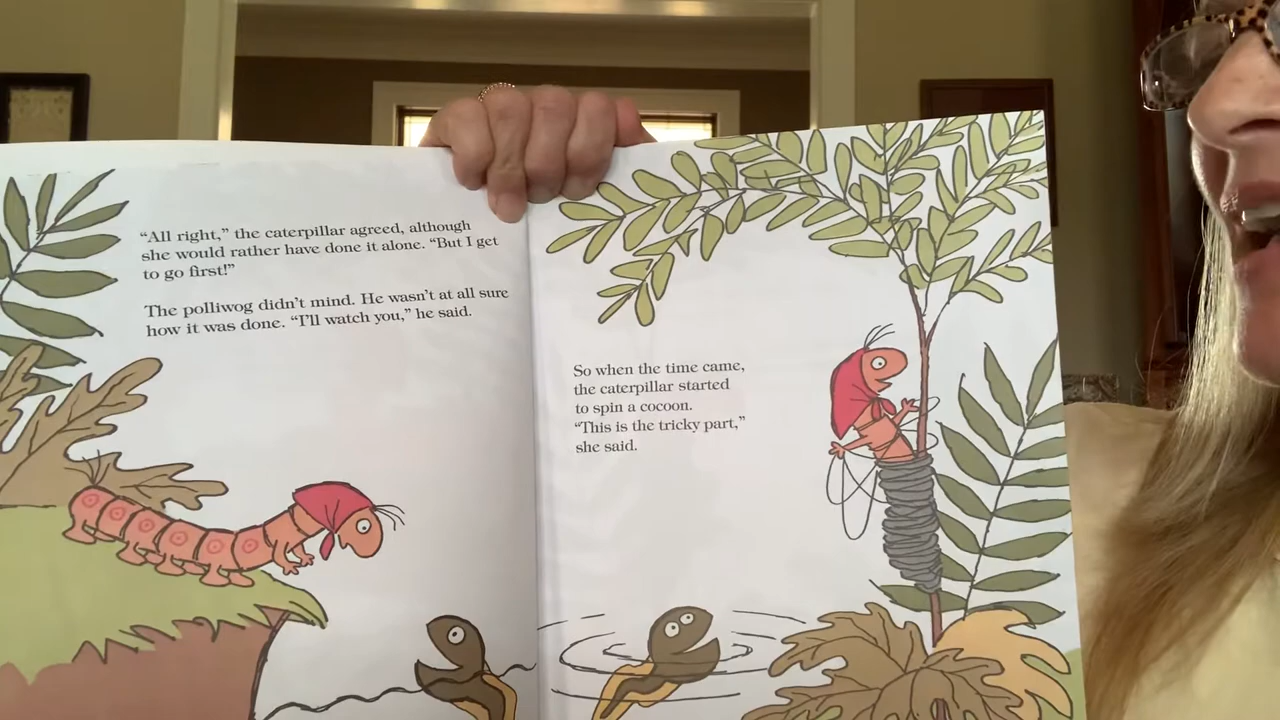 “All right,” the caterpillar agreed, although
she would rather have done it alone. “But I get
to go first!”
The polliwog didn’t mind. He wasn’t at all sure
how it was done. “I’ll watch you,” he said.
So when the time came,
the caterpillar started
to spin a cocoon.
“This is the tricky part,”
she said.